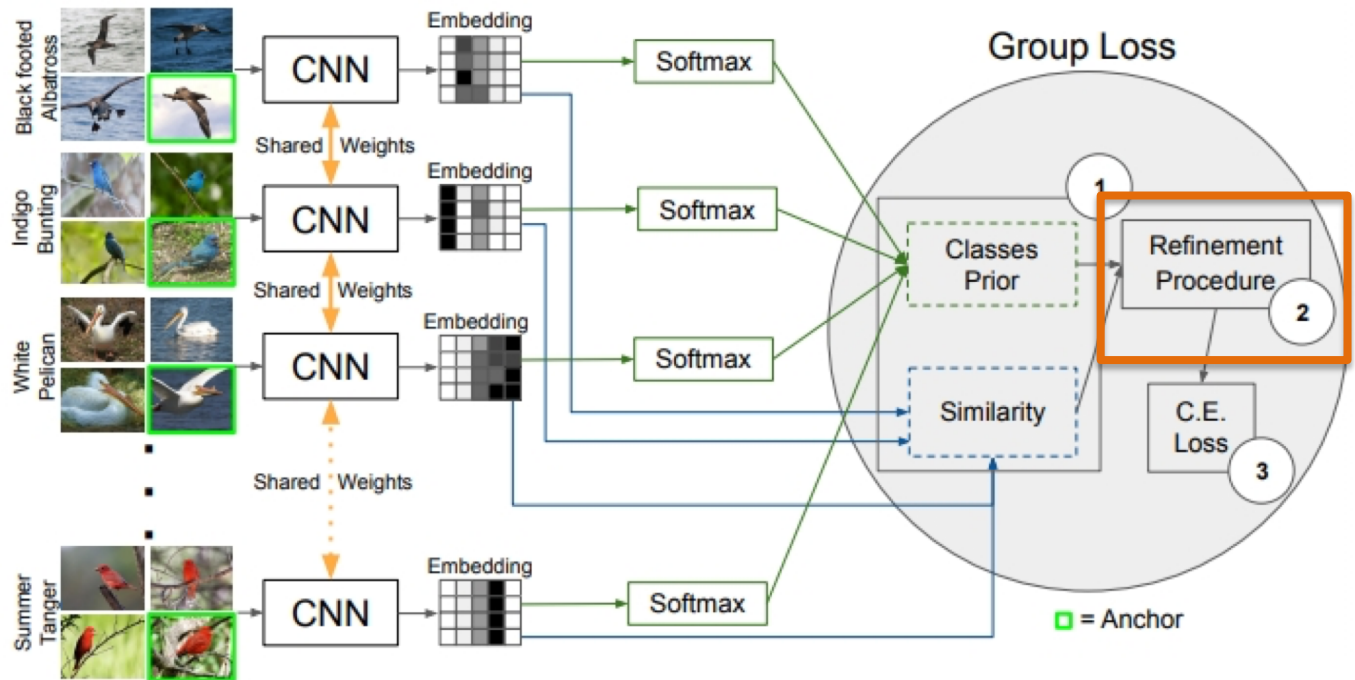 Black footed
Albatross
CNN
Embedding
Softmax
Shared Weights
Indigo
Bunting
CNN
Embedding
Softmax
Shared Weights
White
Pelican
CNN
Embedding
Softmax
Shared Weights
Summer
Tanger
CNN
Embedding
Softmax
Group Loss
1
Classes
Prior
Similarity
Refinement
Procedure
2
C.E.
Loss
3
= Anchor